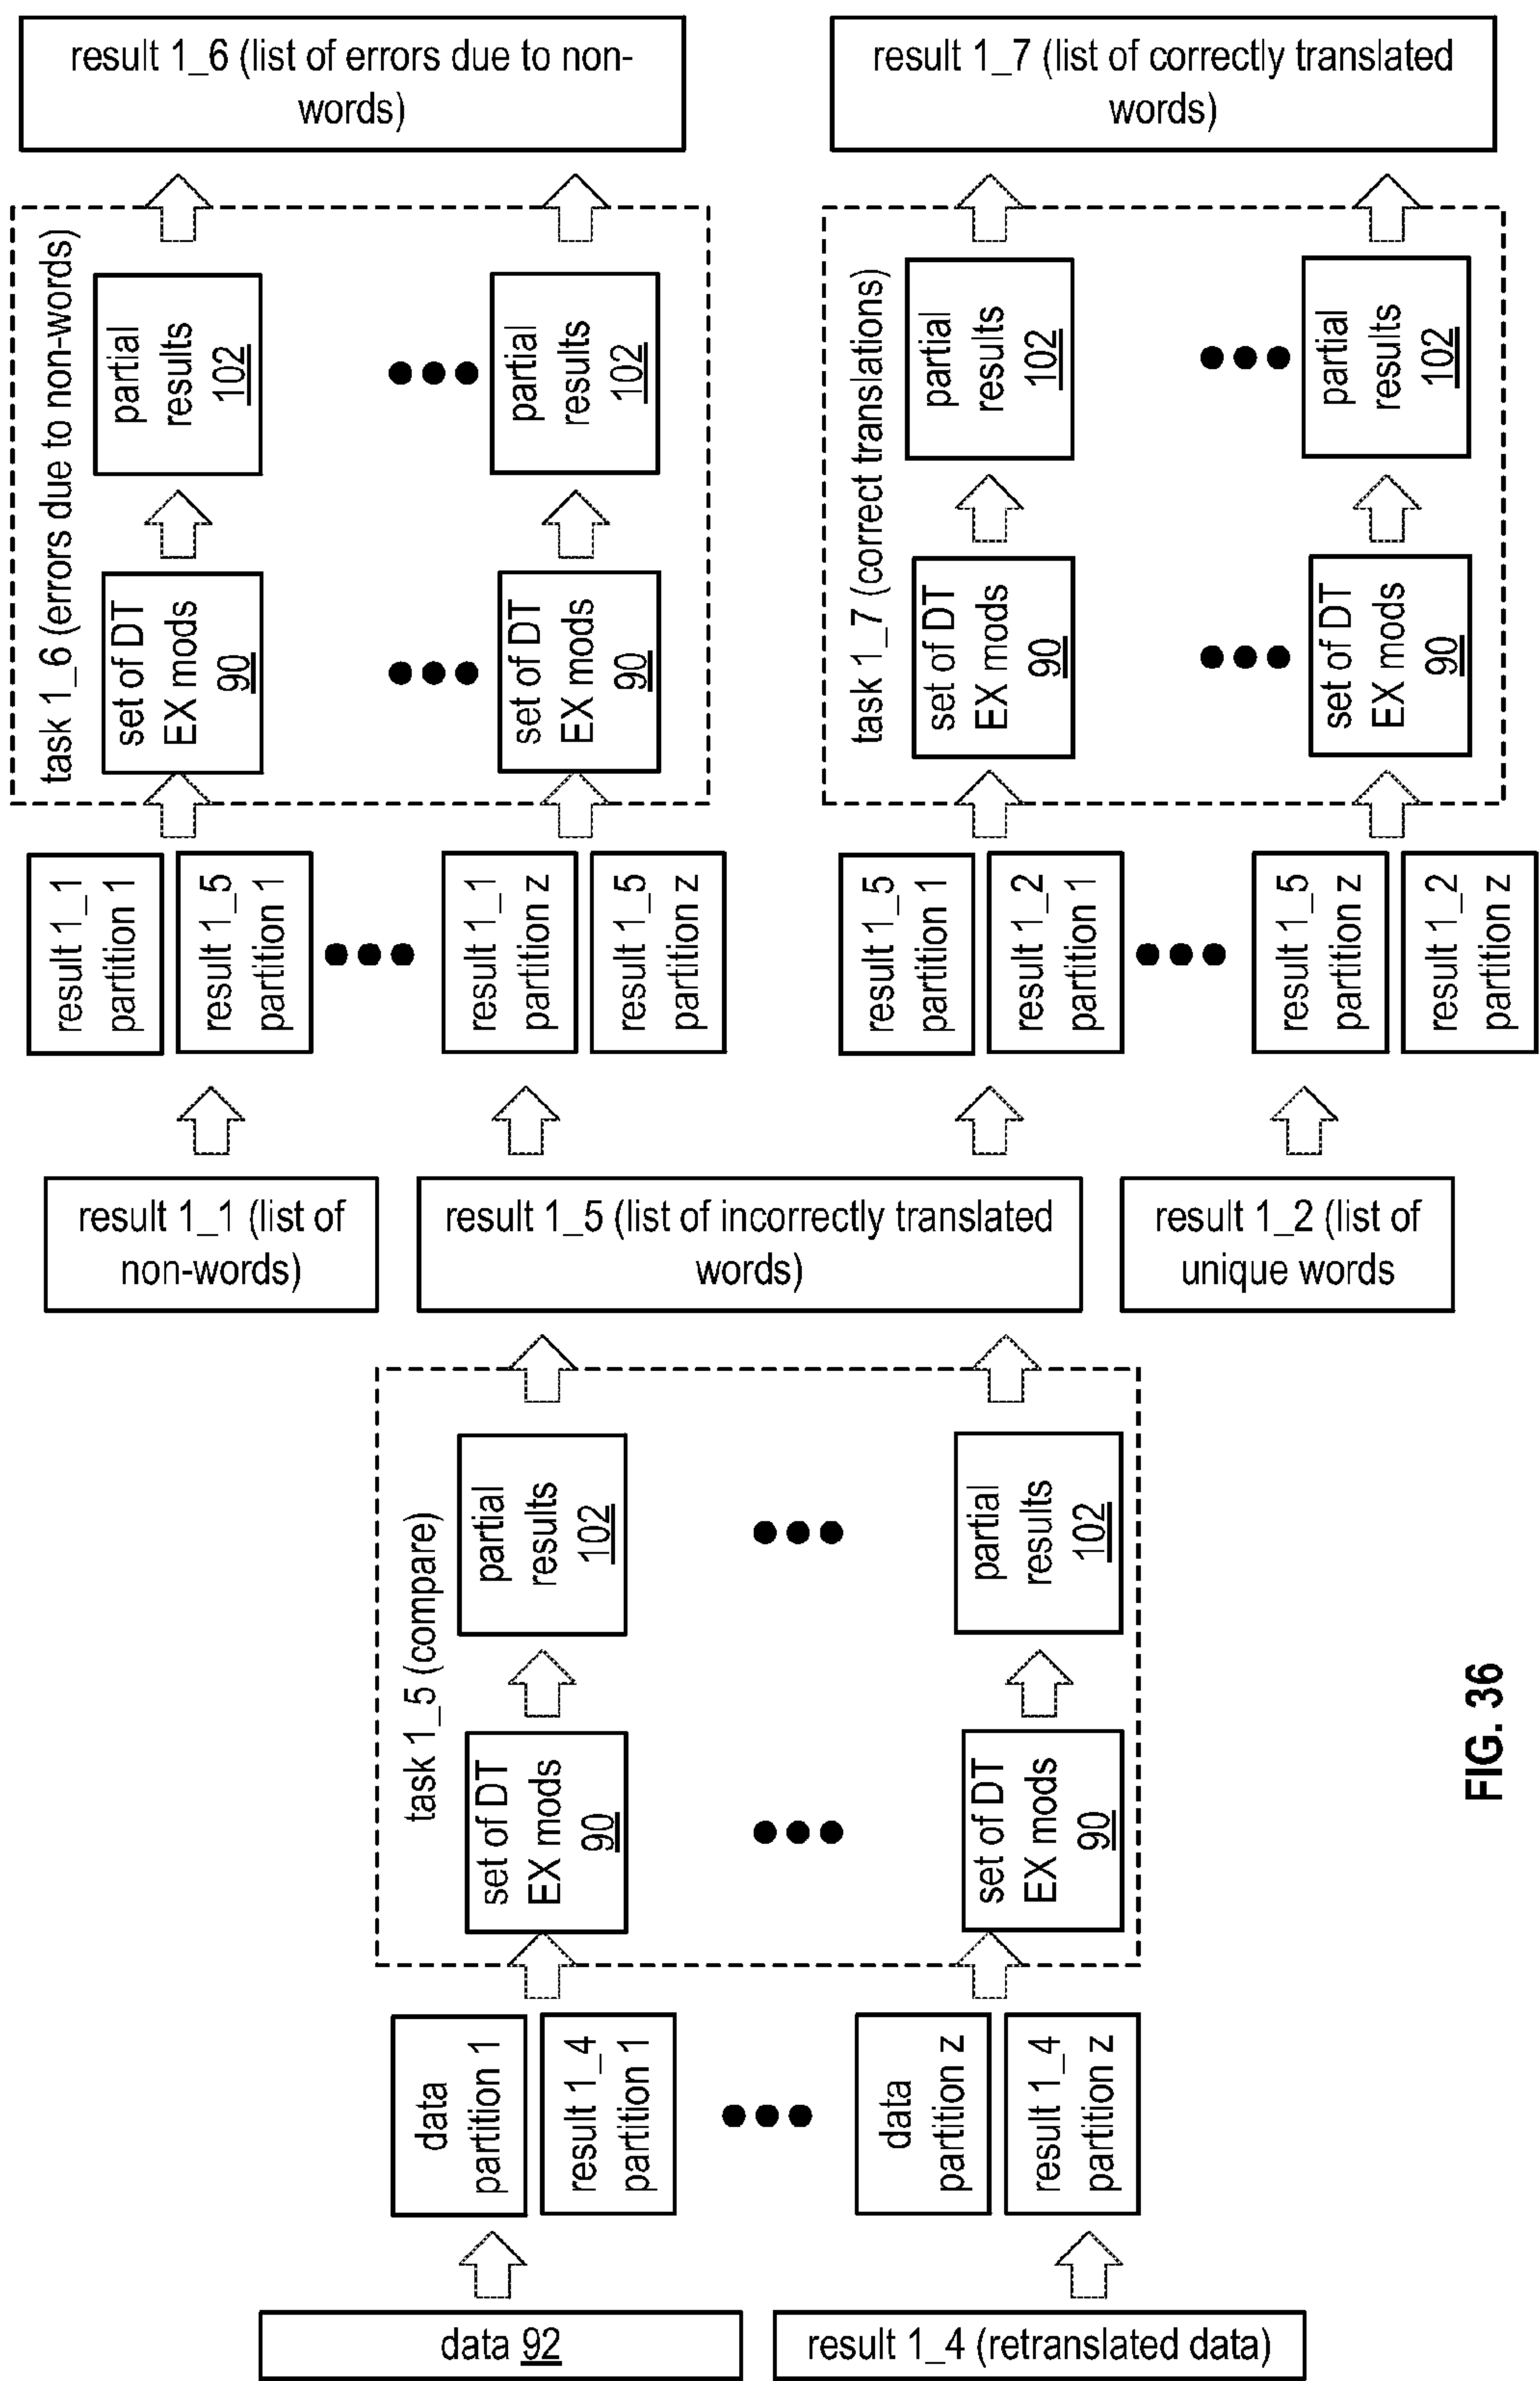 data 92
result 1_4 (retranslated data)
data
partition 1
result 1_4
partition 1
data
partition z
result 1_4
partition z
task 1_5 (compare)
set of DT
EX mods
90
partial
results
102
set of DT
EX mods
90
partial
results
102
result 1_1 (list of
non-words)
result 1_5 (list of incorrectly translated
words)
result 1_2 (list of
unique words
result 1_1
partition 1
result 1_5
partition 1
result 1_1
partition z
result 1_5
partition z
task 1_6 (errors due to non-words)
set of DT
EX mods
90
partial
results
102
set of DT
EX mods
90
partial
results
102
result 1_6 (list of errors due to non-
words)
result 1_5
partition 1
result 1_2
partition 1
result 1_5
partition z
result 1_2
partition z
task 1_7 (correct translations)
set of DT
EX mods
90
partial
results
102
set of DT
EX mods
90
partial
results
102
result 1_7 (list of correctly translated
words)
FIG. 36